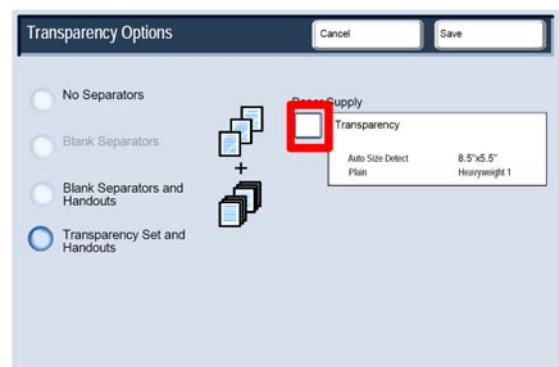 Transparency Options
Cancel
Save
No Separators
Blank Separators
Blank Separators and
Handouts
Transparency Set and
Handouts
+
Supply
Transparency
Auto Size Detect 8.5"x5.5"
Plain Heavyweight 1